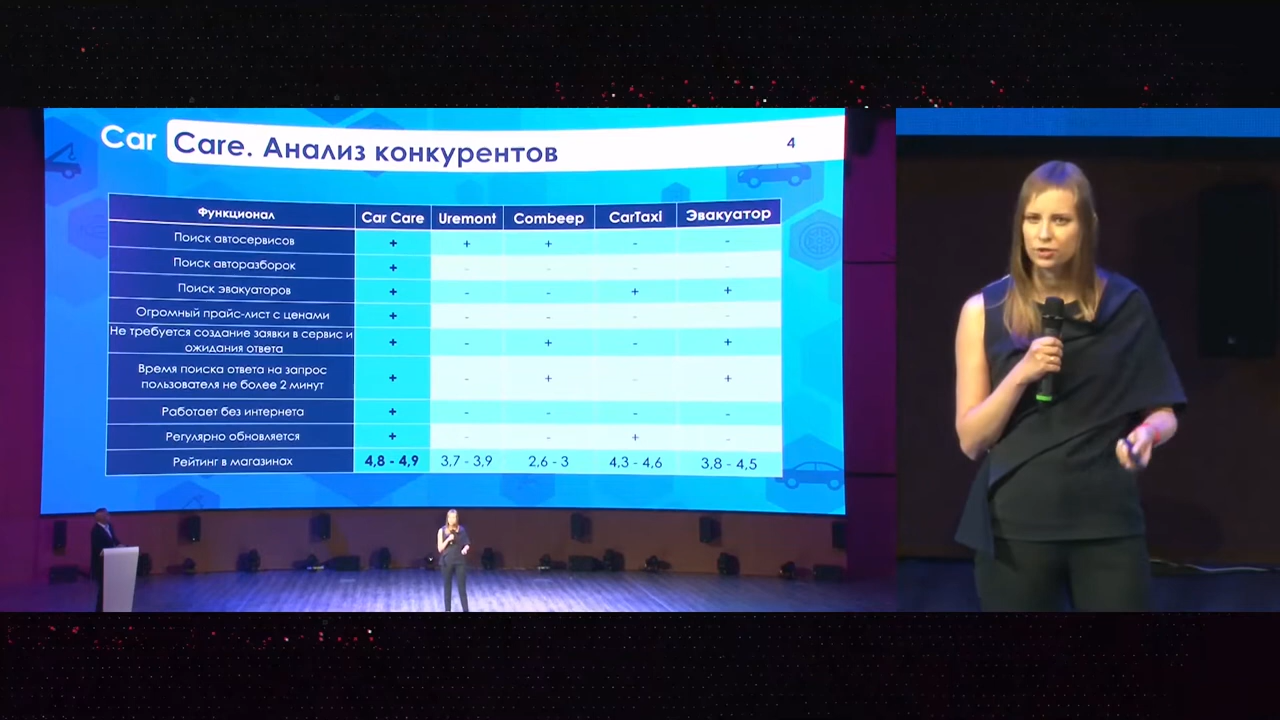 Car Care. Анализ конкурентов
4
Функционал Car Care Uremont Combeep CarTaxi Эвакуатор
Поиск автосервисов + + + - -
Поиск авторазборок + - - - -
Поиск эвакуаторов + - - + +
Огромный прайс-лист с ценами + - - - -
Не требуется создание заявки в сервис и
ожидания ответа + - + - +
Время поиска ответа на запрос
пользователя не более 2 минут + - + - +
Работает без интернета + - - - -
Регулярно обновляется + - - + -
Рейтинг в магазинах 4,8 - 4,9 3,7 - 3,9 2,6 - 3 4,3 - 4,6 3,8 - 4,5